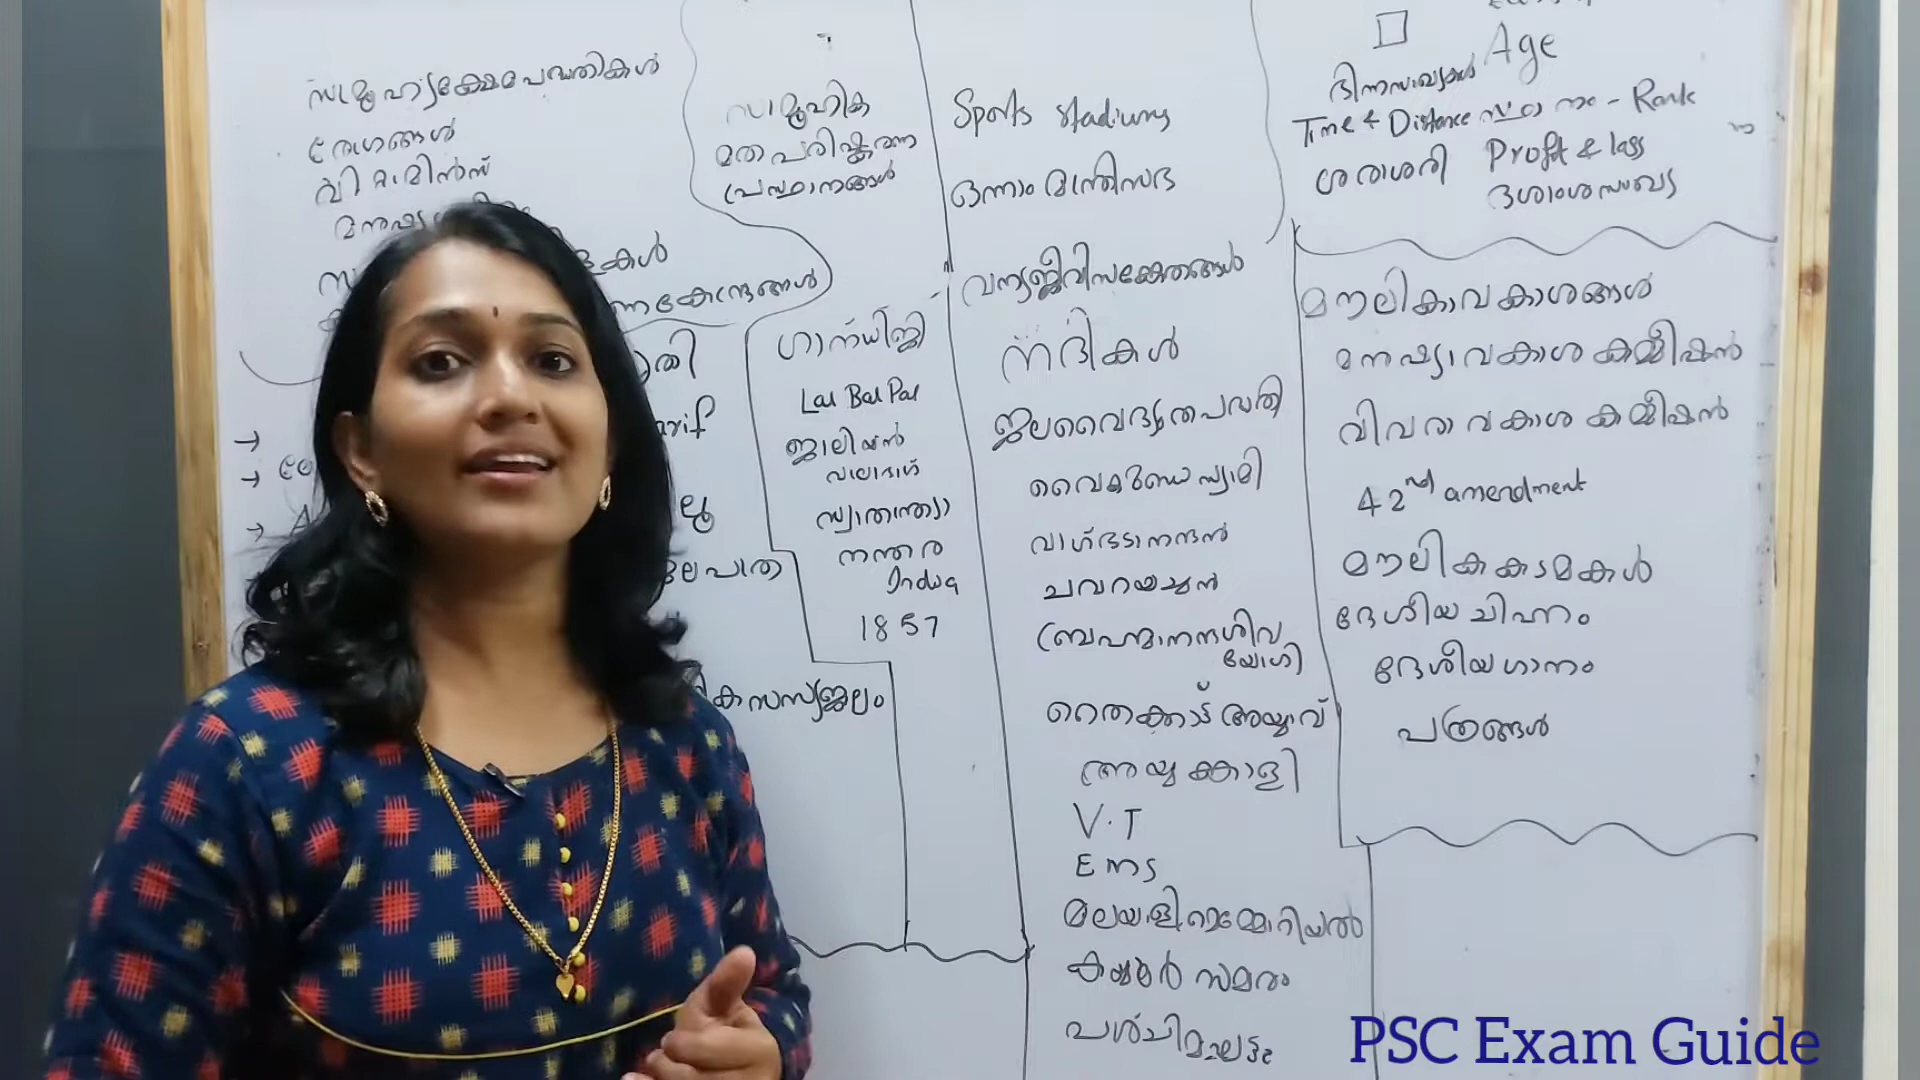 സാമൂഹ്യക്ഷേമപദ്ധതികൾ
രോഗങ്ങൾ
വിറ്റാമിൻസ്
സാമൂഹിക
മതപരിഷ്കരണ
പ്രസ്ഥാനങ്ങൾ
ഗാന്ധിജി
Lal Bal Pal
ജാലിയൻ
വാലാബാഗ്
സ്വാതന്ത്ര്യാ
നന്തര
India
1857
Sports stadiums
ഒന്നാം മന്ത്രിസഭ
വന്യജീവിസങ്കേതങ്ങൾ
നദികൾ
ജലവൈദ്യുതപദ്ധതി
വൈകുണ്ഠസ്വാമി
വാഗ്ഭടാനന്ദൻ
ചവറയച്ചൻ
ബ്രഹ്മാനന്ദശിവ
യോഗി
തൈക്കാട് അയ്യാവ്
അയ്യങ്കാളി
V.T
EMS
മലയാളിമെമ്മോറിയൽ
കയ്യൂർ സമരം
Age
ഭിന്നസംഖ്യകൾ
Time & Distance സ്ഥാനം - Rank
ശരാശരി Profit & loss
ദശാംശസംഖ്യ
മൗലികാവകാശങ്ങൾ
മനുഷ്യാവകാശ കമ്മീഷൻ
വിവരാവകാശ കമ്മീഷൻ
42nd amendment
മൗലികകടമകൾ
ദേശീയ ചിഹ്നം
ദേശീയഗാനം
പത്രങ്ങൾ
PSC Exam Guide